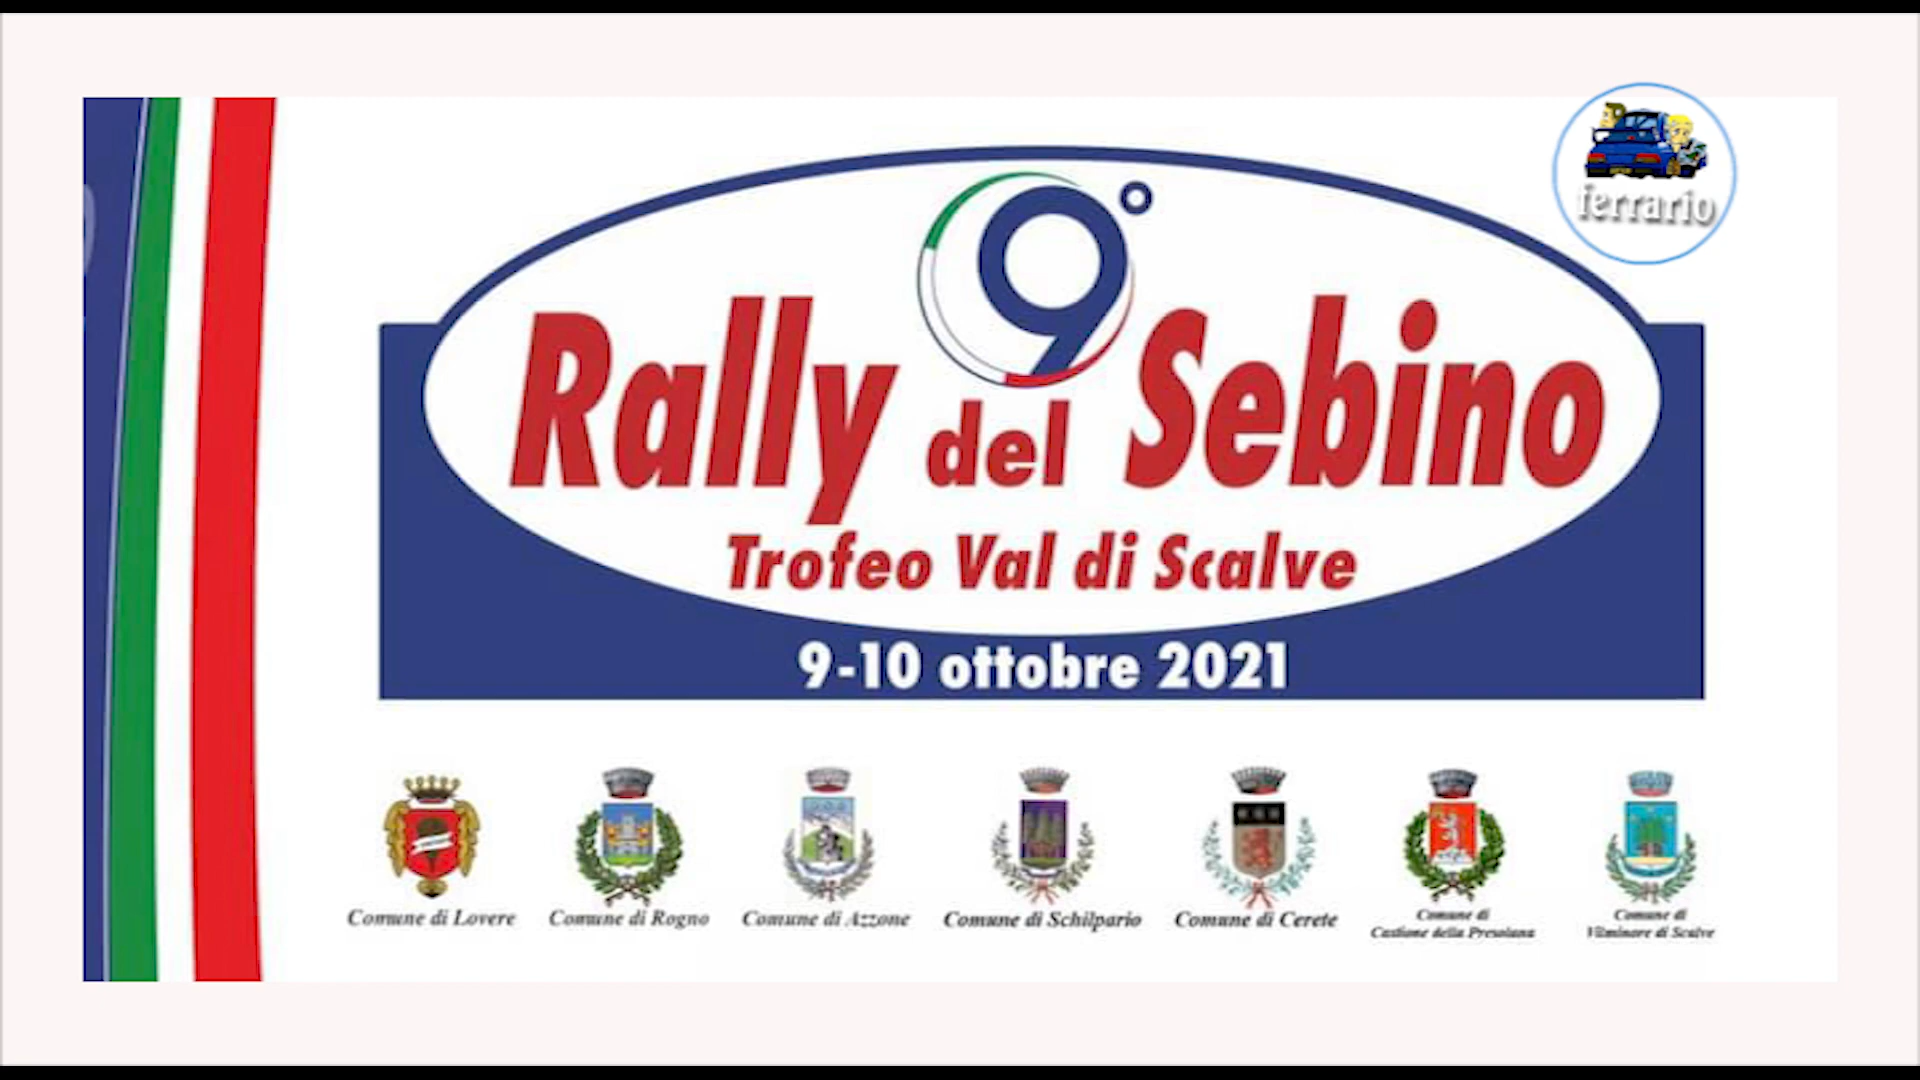 ferrario
9°
Rally del Sebino
Trofeo Val di Scalve
9-10 ottobre 2021
Comune di Lovere
Comune di Rogno
Comune di Azzone
Comune di Schilpario
Comune di Cerete
Comune di
Castione della Presolana
Comune di
Vilminore di Scalve